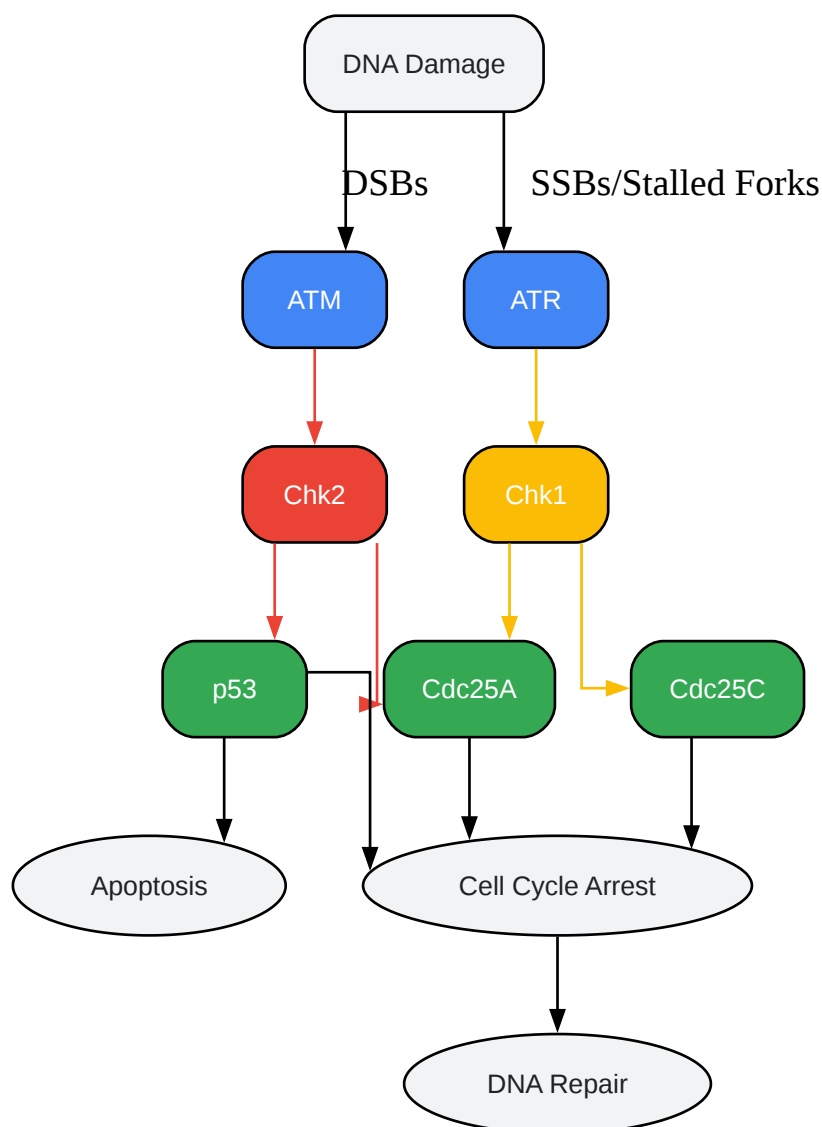 DNA Damage
DSBs
SSBs/Stalled Forks
ATM
ATR
Chk2
Chk1
p53
Cdc25A
Cdc25C
Apoptosis
Cell Cycle Arrest
DNA Repair